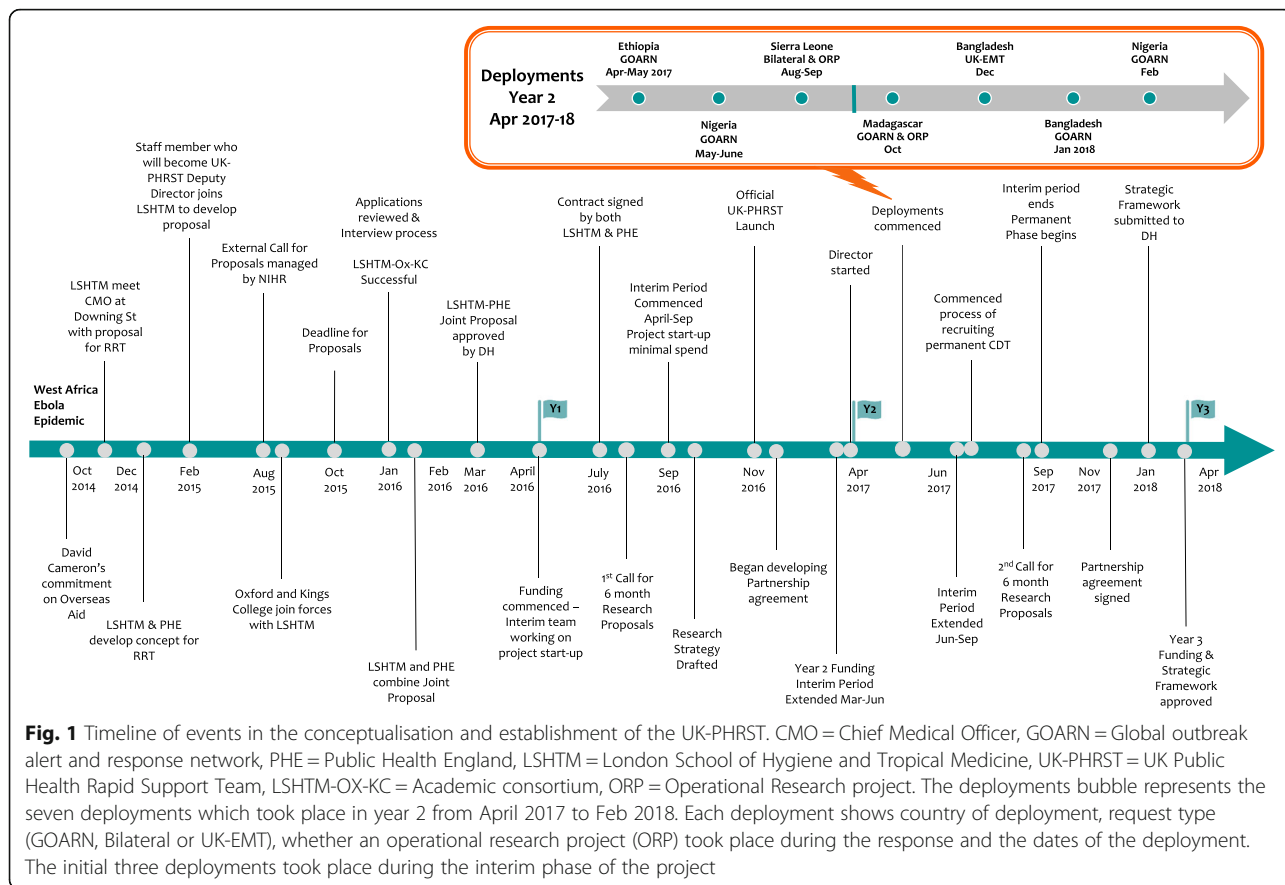 Deployments
Year 2
Apr 2017-18
Ethiopia
GOARN
Apr-May 2017
Nigeria
GOARN
May-June
Sierra Leone
Bilateral & ORP
Aug-Sep
Madagascar
GOARN & ORP
Oct
Bangladesh
UK-EMT
Dec
Bangladesh
GOARN
Jan 2018
Nigeria
GOARN
Feb
LSHTM meet
CMO at
Downing St
with proposal
for RRT
Staff member who
will become UK-
PHRST Deputy
Director joins
LSHTM to develop
proposal
External Call for
Proposals managed
by NIHR
Deadline for
Proposals
Applications
reviewed &
Interview process
LSHTM-Ox-KC
Successful
LSHTM-PHE
Joint Proposal
approved
by DH
Contract signed
by both
LSHTM & PHE
Interim Period
Commenced
April-Sep
Project start-up
minimal spend
Official
UK-PHRST
Launch
Director
started
Deployments
commenced
Commenced
process of
recruiting
permanent CDT
Interim period
ends
Permanent
Phase begins
Strategic
Framework
submitted to
DH
West Africa
Ebola
Epidemic
Y1
Y2
Y3
Oct
2014
Dec
2014
Feb
2015
Aug
2015
Oct
2015
Jan
2016
Feb
2016
Mar
2016
April
2016
July
2016
Sep
2016
Nov
2016
Apr
2017
Jun
2017
Sep
2017
Nov
2017
Jan
2018
Apr
2018
David
Cameron's
commitment
on Overseas
Aid
LSHTM & PHE
develop concept for
RRT
Oxford and Kings
College join forces
with LSHTM
LSHTM and PHE
combine Joint
Proposal
Funding
commenced –
Interim team
working on
project start-up
1st Call for
6 month
Research
Proposals
Research
Strategy
Drafted
Began developing
Partnership
agreement
Year 2 Funding
Interim Period
Extended Mar-Jun
Interim
Period
Extended
Jun-Sep
2nd Call for
6 month
Research
Proposals
Partnership
agreement
signed
Year 3
Funding &
Strategic
Framework
approved
Fig. 1 Timeline of events in the conceptualisation and establishment of the UK-PHRST. CMO = Chief Medical Officer, GOARN = Global outbreak
alert and response network, PHE = Public Health England, LSHTM = London School of Hygiene and Tropical Medicine, UK-PHRST = UK Public
Health Rapid Support Team, LSHTM-OX-KC = Academic consortium, ORP = Operational Research project. The deployments bubble represents the
seven deployments which took place in year 2 from April 2017 to Feb 2018. Each deployment shows country of deployment, request type
(GOARN, Bilateral or UK-EMT), whether an operational research project (ORP) took place during the response and the dates of the deployment.
The initial three deployments took place during the interim phase of the project